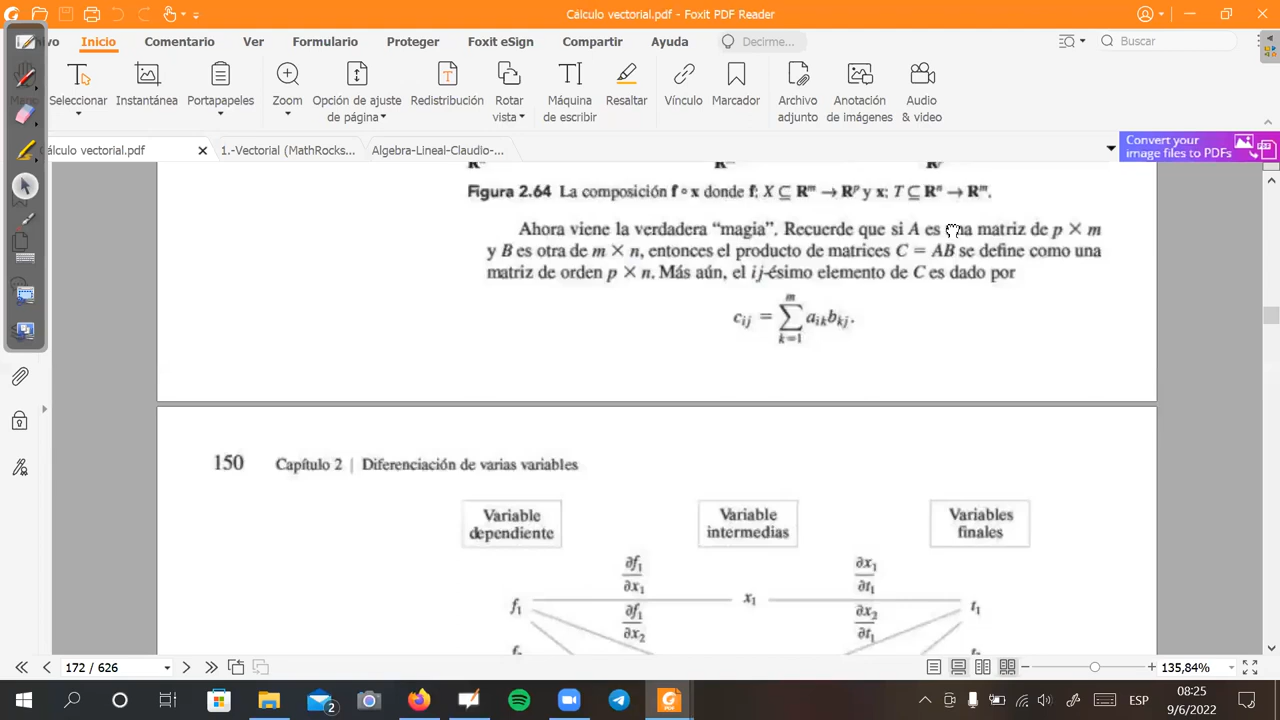 Cálculo vectorial.pdf - Foxit PDF Reader
Inicio Comentario Ver Formulario Proteger Foxit eSign Compartir Ayuda Decirme... Buscar
Seleccionar Instantánea Portapapeles Zoom Opción de ajuste de página Redistribución Rotar vista Máquina de escribir Resaltar Vínculo Marcador Archivo adjunto Anotación de imágenes Audio & video
álculo vectorial.pdf 1.-Vectorial (MathRocks... Algebra-Lineal-Claudio-...
Convert your
image files to PDFs
Figura 2.64 La composición f ∘ x donde f; X ⊆ Rᵐ → Rᵖ y x; T ⊆ Rⁿ → Rᵐ.
Ahora viene la verdadera “magia”. Recuerde que si A es una matriz de p × m
y B es otra de m × n, entonces el producto de matrices C = AB se define como una
matriz de orden p × n. Más aún, el ij-ésimo elemento de C es dado por
c_ij = ∑_{k=1}^{m} a_ik b_kj.
150 Capítulo 2 | Diferenciación de varias variables
Variable
dependiente
Variable
intermedias
Variables
finales
∂f₁/∂x₁ ∂x₁/∂t₁
f₁ x₁ t₁
∂f₁/∂x₂ ∂x₂/∂t₁
172 / 626 135,84%
2 ESP 08:25
9/6/2022